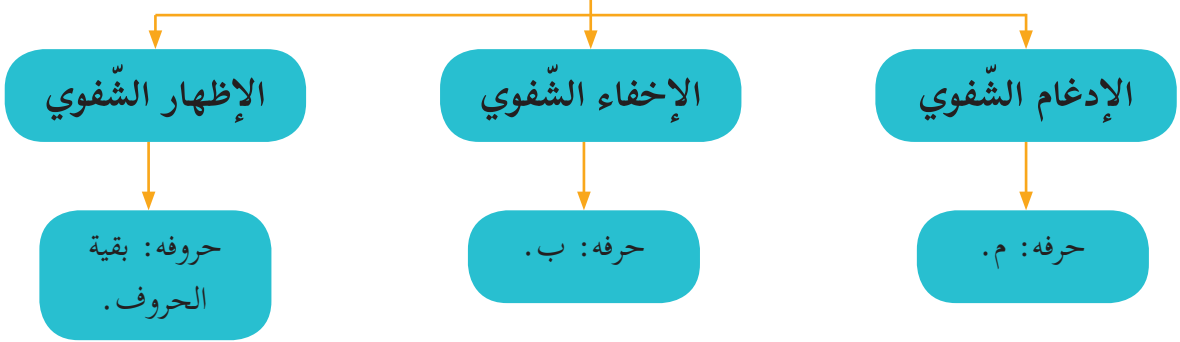 الإدغام الشّفوي
الإخفاء الشّفوي
الإظهار الشّفوي
حرفه: م.
حرفه: ب.
حروفه: بقية
الحروف.